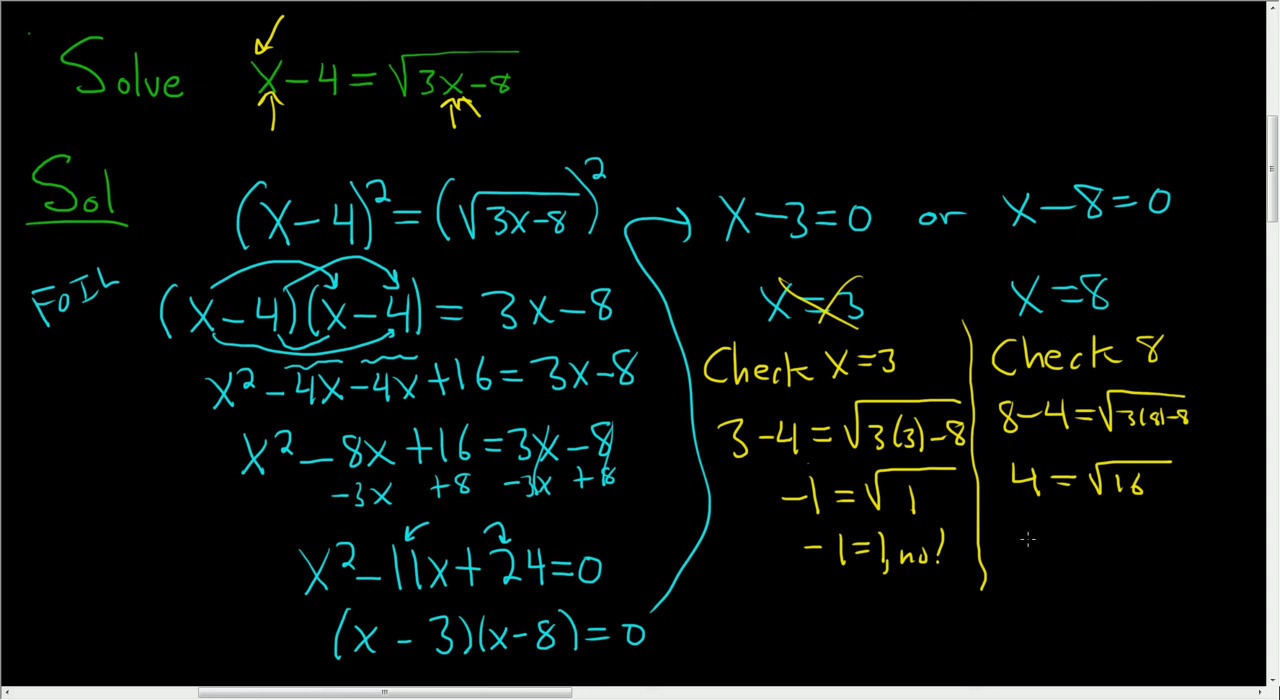 Solve x - 4 = √(3x - 8)
Sol
(x - 4)² = (√(3x - 8))²
FOIL (x - 4)(x - 4) = 3x - 8
x² - 4x - 4x + 16 = 3x - 8
x² - 8x + 16 = 3x - 8
-3x +8 -3x +8
x² - 11x + 24 = 0
(x - 3)(x - 8) = 0
x - 3 = 0 or x - 8 = 0
x = 3
x = 8
Check x = 3
3 - 4 = √(3(3) - 8)
-1 = √1
-1 = 1, no!
Check 8
8 - 4 = √(3(8) - 8)
4 = √16